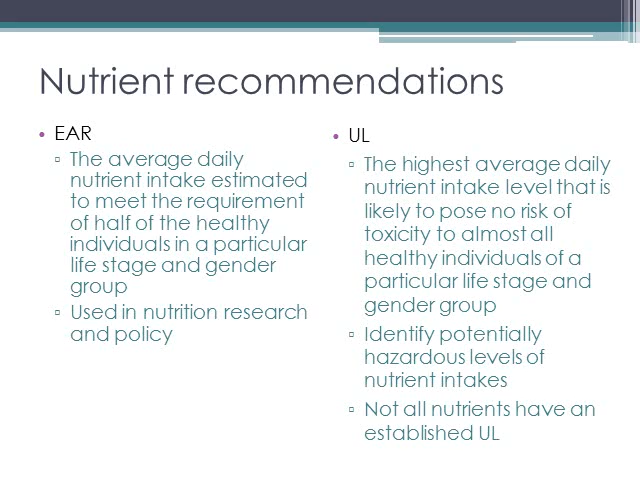 Nutrient recommendations
• EAR
▫ The average daily
nutrient intake estimated
to meet the requirement
of half of the healthy
individuals in a particular
life stage and gender
group
▫ Used in nutrition research
and policy
• UL
▫ The highest average daily
nutrient intake level that is
likely to pose no risk of
toxicity to almost all
healthy individuals of a
particular life stage and
gender group
▫ Identify potentially
hazardous levels of
nutrient intakes
▫ Not all nutrients have an
established UL